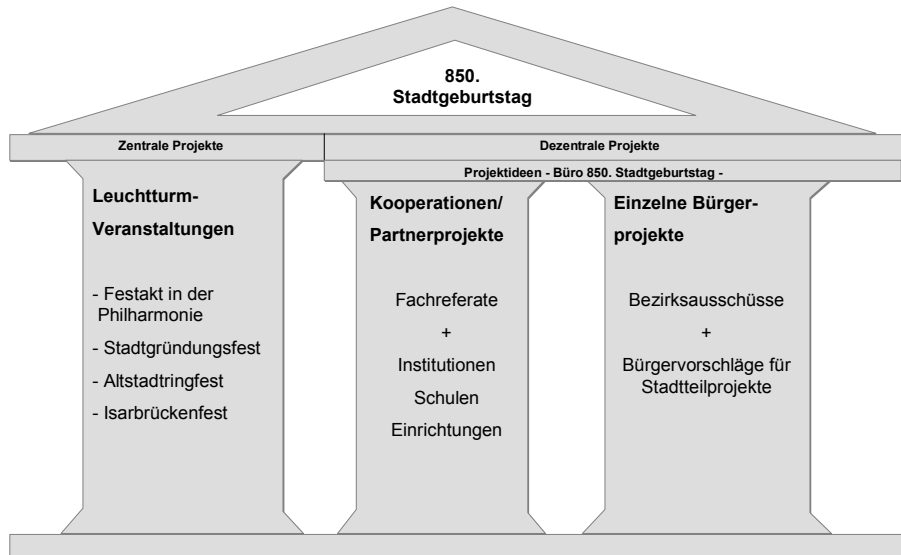 850.
Stadtgeburtstag
Zentrale Projekte
Dezentrale Projekte
Projektideen - Büro 850. Stadtgeburtstag -
Leuchtturm-
Veranstaltungen
- Festakt in der
Philharmonie
- Stadtgründungsfest
- Altstadtringfest
- Isarbrückenfest
Kooperationen/
Partnerprojekte
Fachreferate
+
Institutionen
Schulen
Einrichtungen
Einzelne Bürger-
projekte
Bezirksausschüsse
+
Bürgervorschläge für
Stadtteilprojekte